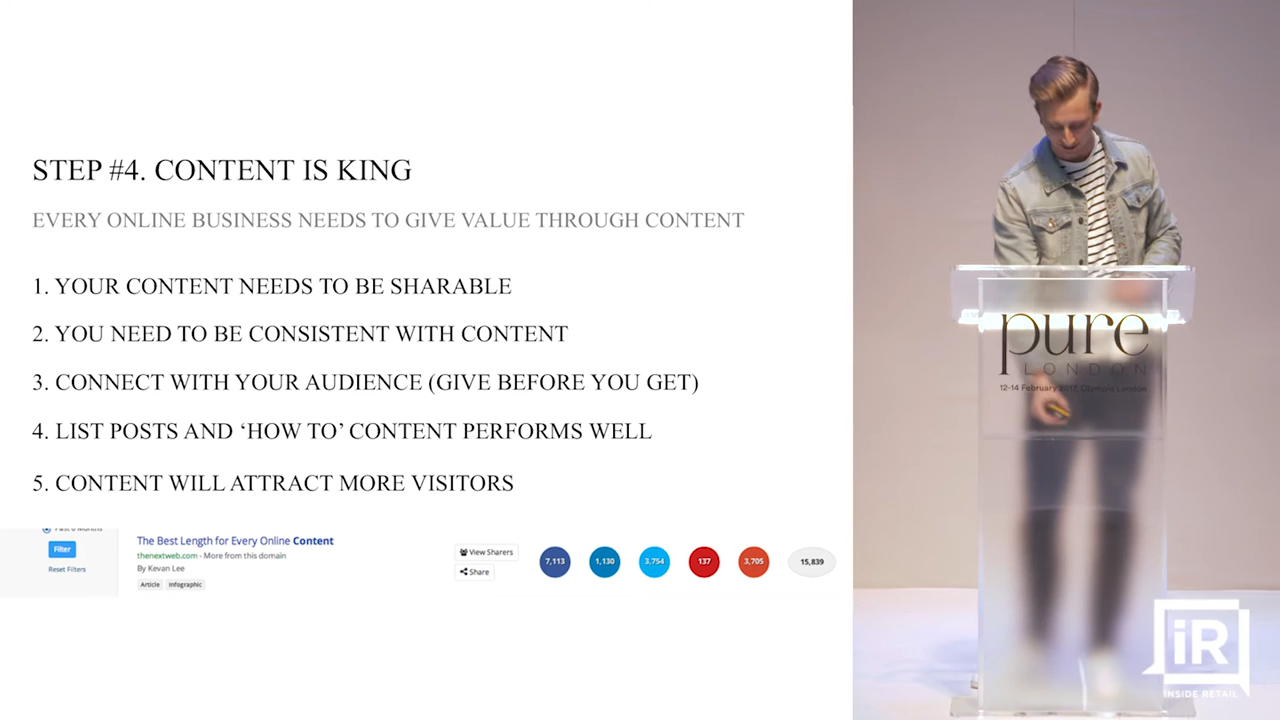 STEP #4. CONTENT IS KING
EVERY ONLINE BUSINESS NEEDS TO GIVE VALUE THROUGH CONTENT
1. YOUR CONTENT NEEDS TO BE SHARABLE
2. YOU NEED TO BE CONSISTENT WITH CONTENT
3. CONNECT WITH YOUR AUDIENCE (GIVE BEFORE YOU GET)
4. LIST POSTS AND ‘HOW TO’ CONTENT PERFORMS WELL
5. CONTENT WILL ATTRACT MORE VISITORS
Filter
Reset Filters
The Best Length for Every Online Content
thenextweb.com - More from this domain
By Kevan Lee
Article Infographic
View Sharers
Share
7,113 1,130 3,754 137 3,705 15,839
pure
LONDON
12-14 February 2017, Olympia London
iR
INSIDE RETAIL